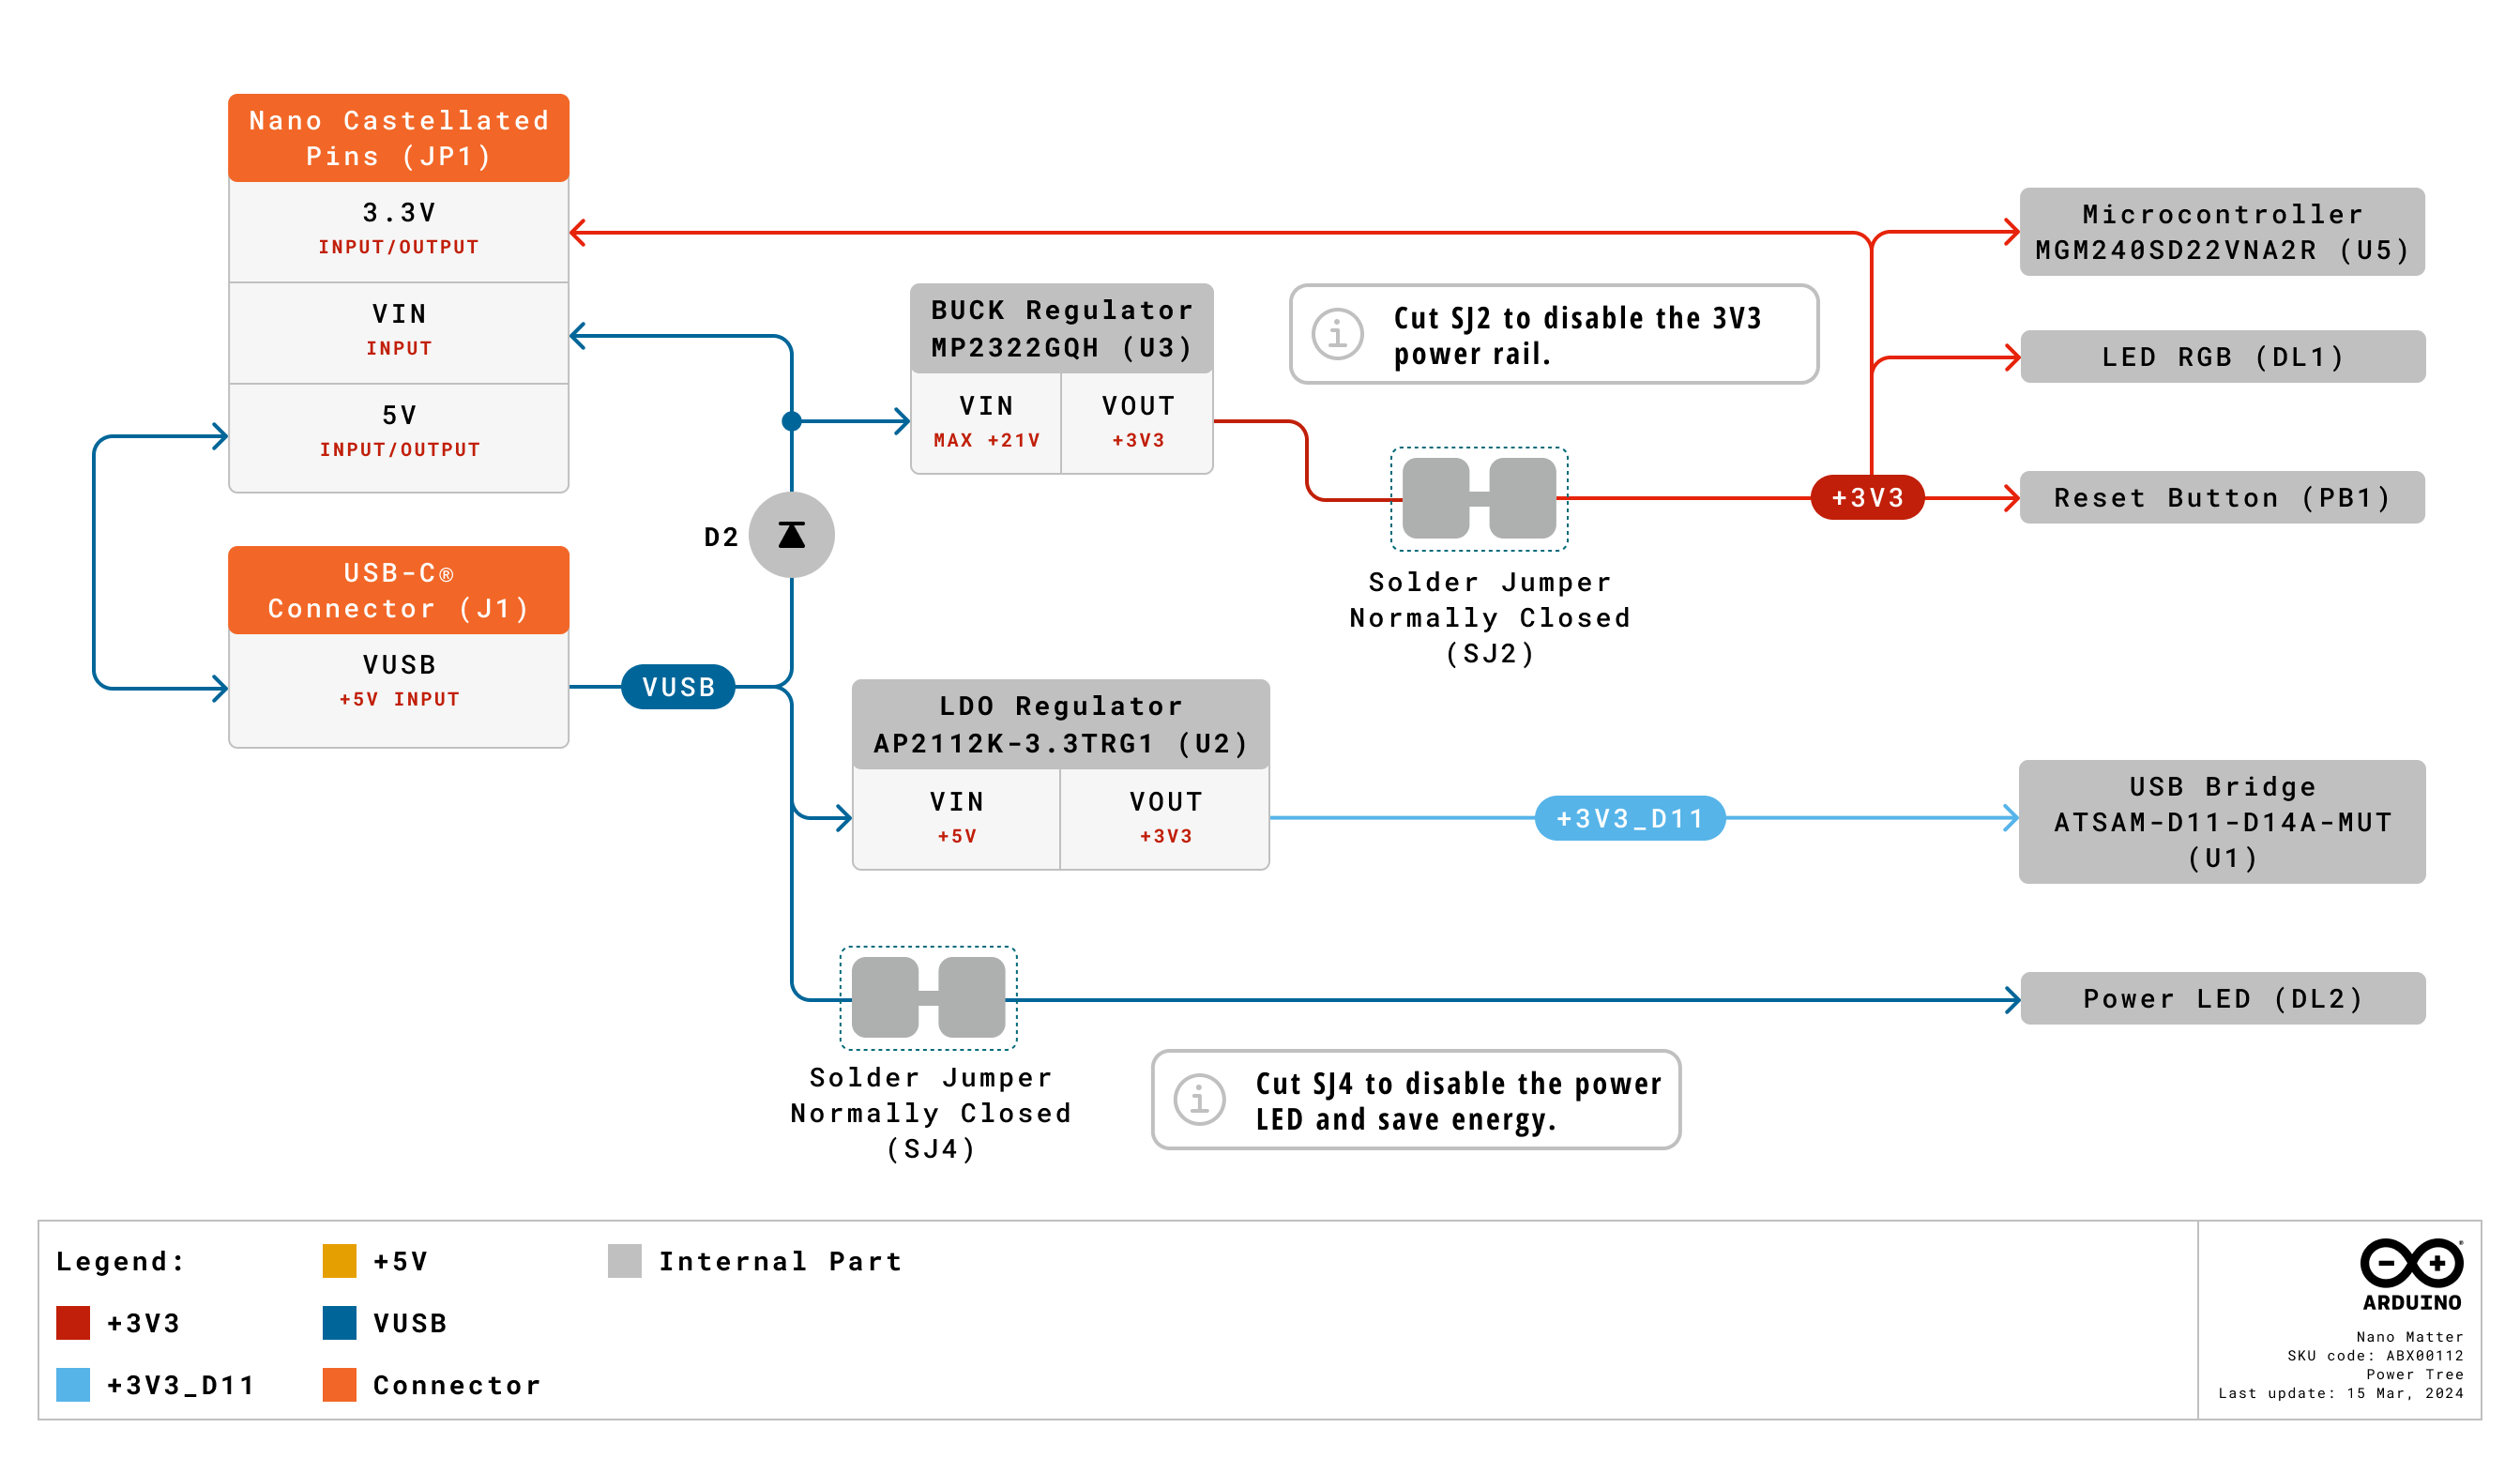 Nano Castellated
Pins (JP1)
3.3V
INPUT/OUTPUT
VIN
INPUT
5V
INPUT/OUTPUT
USB-C®
Connector (J1)
VUSB
+5V INPUT
VUSB
D2
BUCK Regulator
MP2322GQH (U3)
VIN
MAX +21V
VOUT
+3V3
Cut SJ2 to disable the 3V3
power rail.
Solder Jumper
Normally Closed
(SJ2)
+3V3
Microcontroller
MGM240SD22VNA2R (U5)
LED RGB (DL1)
Reset Button (PB1)
LDO Regulator
AP2112K-3.3TRG1 (U2)
VIN
+5V
VOUT
+3V3
+3V3_D11
USB Bridge
ATSAM-D11-D14A-MUT
(U1)
Solder Jumper
Normally Closed
(SJ4)
Power LED (DL2)
Cut SJ4 to disable the power
LED and save energy.
Legend:
+3V3
+3V3_D11
+5V
VUSB
Connector
Internal Part
ARDUINO
Nano Matter
SKU code: ABX00112
Power Tree
Last update: 15 Mar, 2024